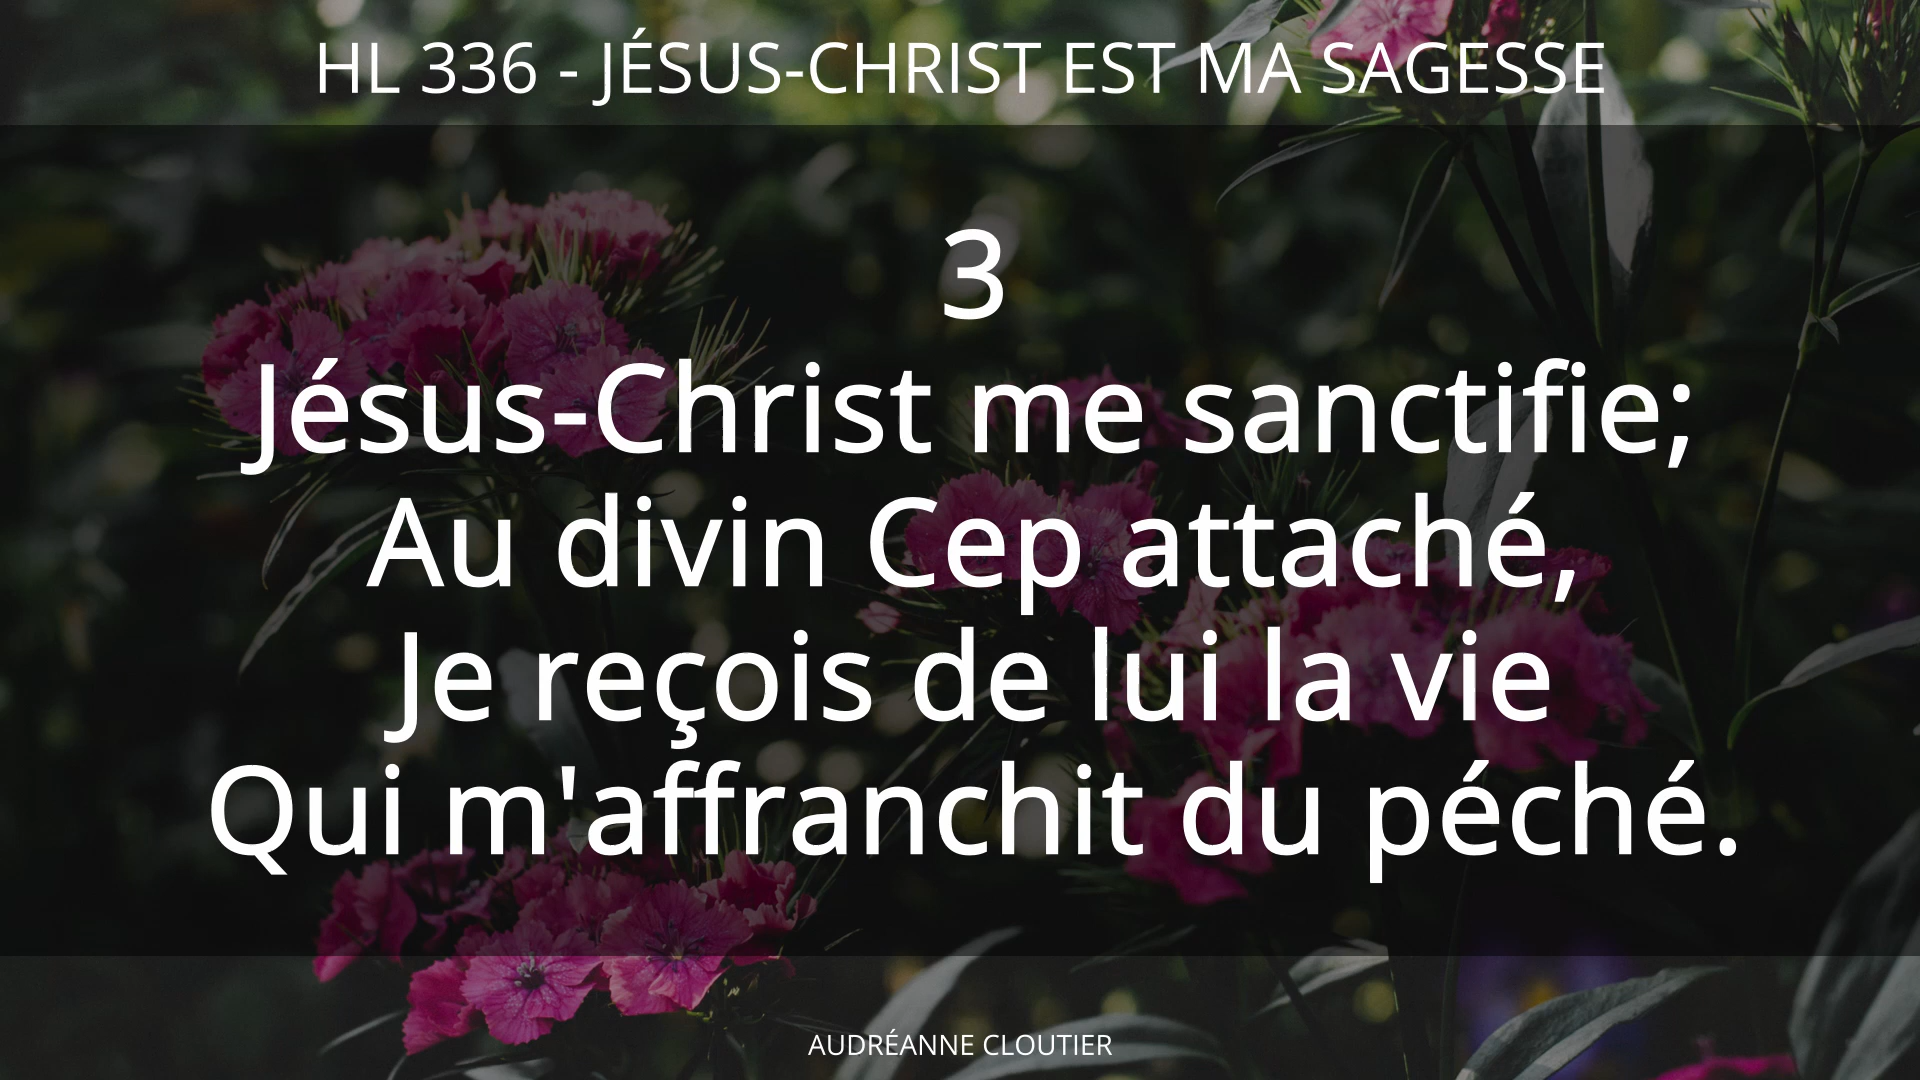 HL 336 - JÉSUS-CHRIST EST MA SAGESSE
3
Jésus-Christ me sanctifie;
Au divin Cep attaché,
Je reçois de lui la vie
Qui m'affranchit du péché.
AUDRÉANNE CLOUTIER